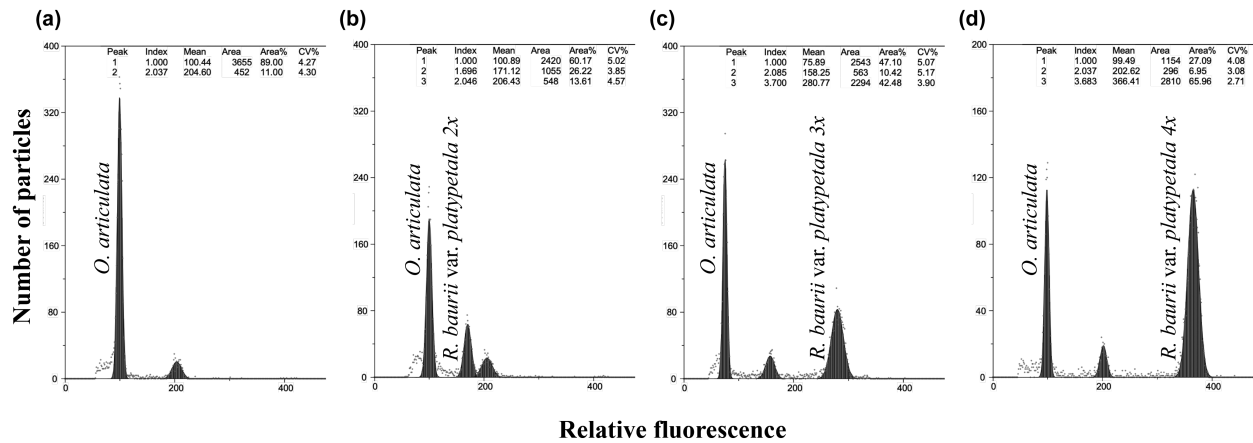 (a)
Peak Index Mean Area Area% CV%
1 1.000 100.44 3655 89.00 4.27
2 2.037 204.60 452 11.00 4.30
400
320
240
160
80
0
0 200 400
O. articulata
(b)
Peak Index Mean Area Area% CV%
1 1.000 100.89 2420 60.17 5.02
2 1.696 171.12 1055 26.22 3.85
3 2.046 206.43 548 13.61 4.57
400
320
240
160
80
0
0 200 400
O. articulata
R. baurii var. platypetala 2x
(c)
Peak Index Mean Area Area% CV%
1 1.000 75.89 2543 47.10 5.07
2 2.085 158.25 563 10.42 5.17
3 3.700 280.77 2294 42.48 3.90
400
320
240
160
80
0
0 200 400
O. articulata
R. baurii var. platypetala 3x
(d)
Peak Index Mean Area Area% CV%
1 1.000 99.49 1154 27.09 4.08
2 2.037 202.62 296 6.95 3.08
3 3.683 366.41 2810 65.96 2.71
200
160
120
80
40
0
0 200 400
O. articulata
R. baurii var. platypetala 4x
Number of particles
Relative fluorescence